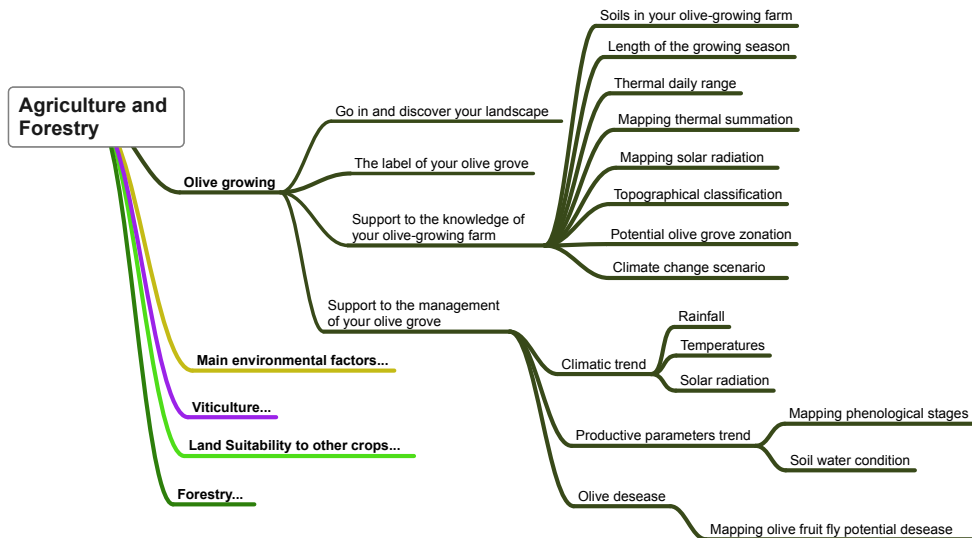 Agriculture and
Forestry
Olive growing
Go in and discover your landscape
The label of your olive grove
Support to the knowledge of
your olive-growing farm
Soils in your olive-growing farm
Length of the growing season
Thermal daily range
Mapping thermal summation
Mapping solar radiation
Topographical classification
Potential olive grove zonation
Climate change scenario
Support to the management
of your olive grove
Climatic trend
Rainfall
Temperatures
Solar radiation
Productive parameters trend
Mapping phenological stages
Soil water condition
Olive desease
Mapping olive fruit fly potential desease
Main environmental factors...
Viticulture...
Land Suitability to other crops...
Forestry...